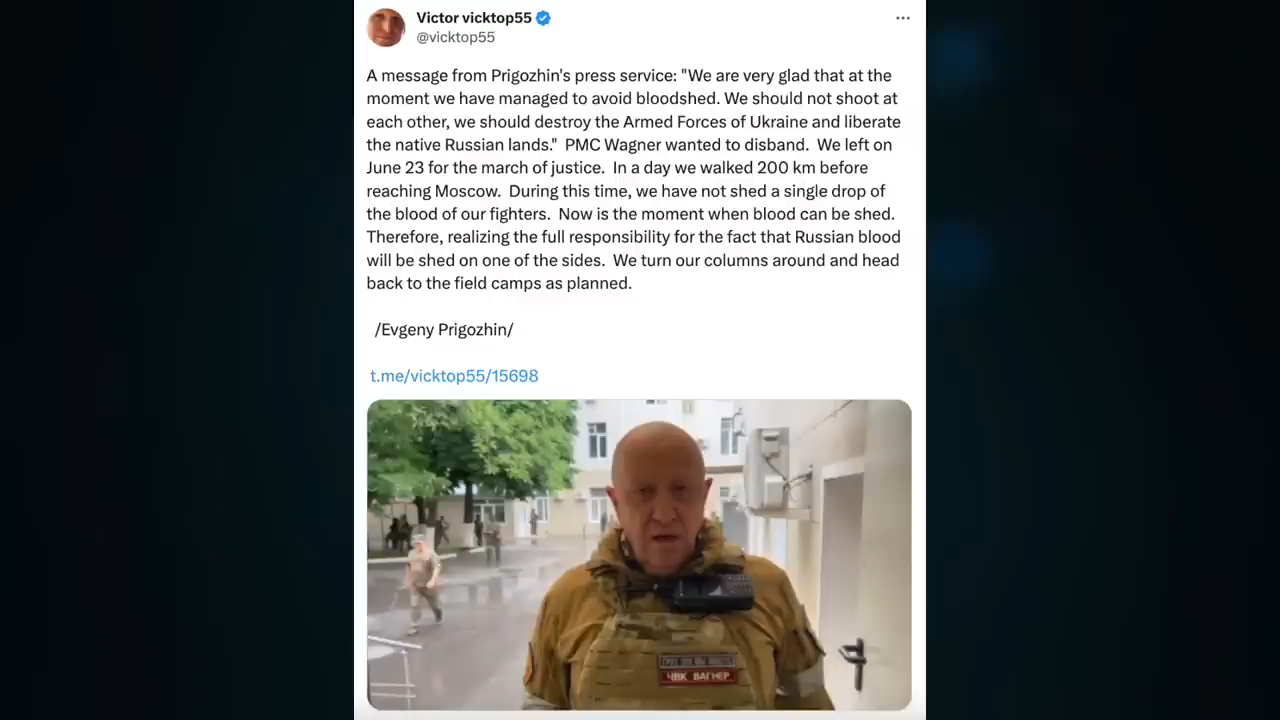 Victor vicktop55
@vicktop55
A message from Prigozhin's press service: "We are very glad that at the
moment we have managed to avoid bloodshed. We should not shoot at
each other, we should destroy the Armed Forces of Ukraine and liberate
the native Russian lands."  PMC Wagner wanted to disband.  We left on
June 23 for the march of justice.  In a day we walked 200 km before
reaching Moscow.  During this time, we have not shed a single drop of
the blood of our fighters.  Now is the moment when blood can be shed.
Therefore, realizing the full responsibility for the fact that Russian blood
will be shed on one of the sides.  We turn our columns around and head
back to the field camps as planned.
/Evgeny Prigozhin/
t.me/vicktop55/15698
ЧВК ВАГНЕР